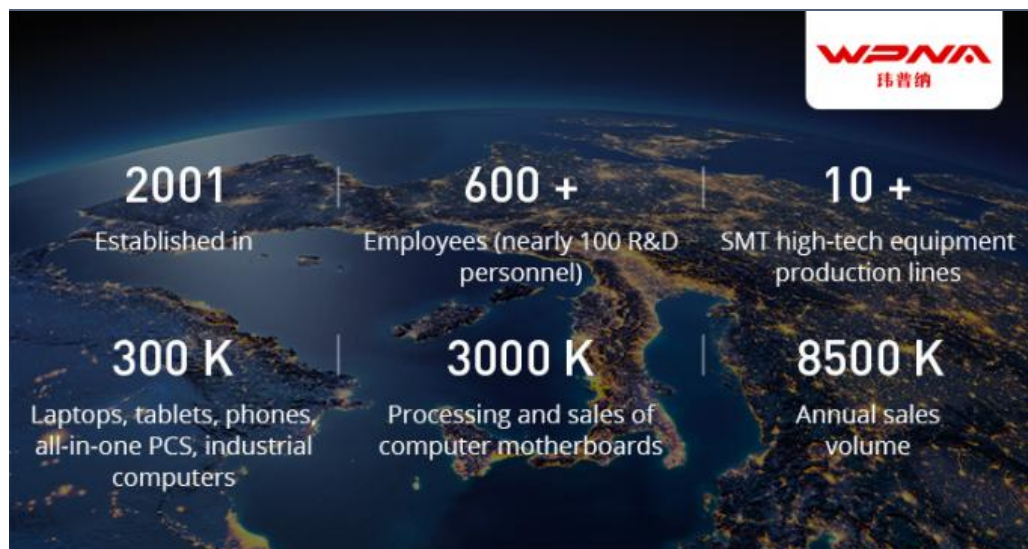 WPNA
玮普纳
2001
Established in
600 +
Employees (nearly 100 R&D
personnel)
10 +
SMT high-tech equipment
production lines
300 K
Laptops, tablets, phones,
all-in-one PCS, industrial
computers
3000 K
Processing and sales of
computer motherboards
8500 K
Annual sales
volume